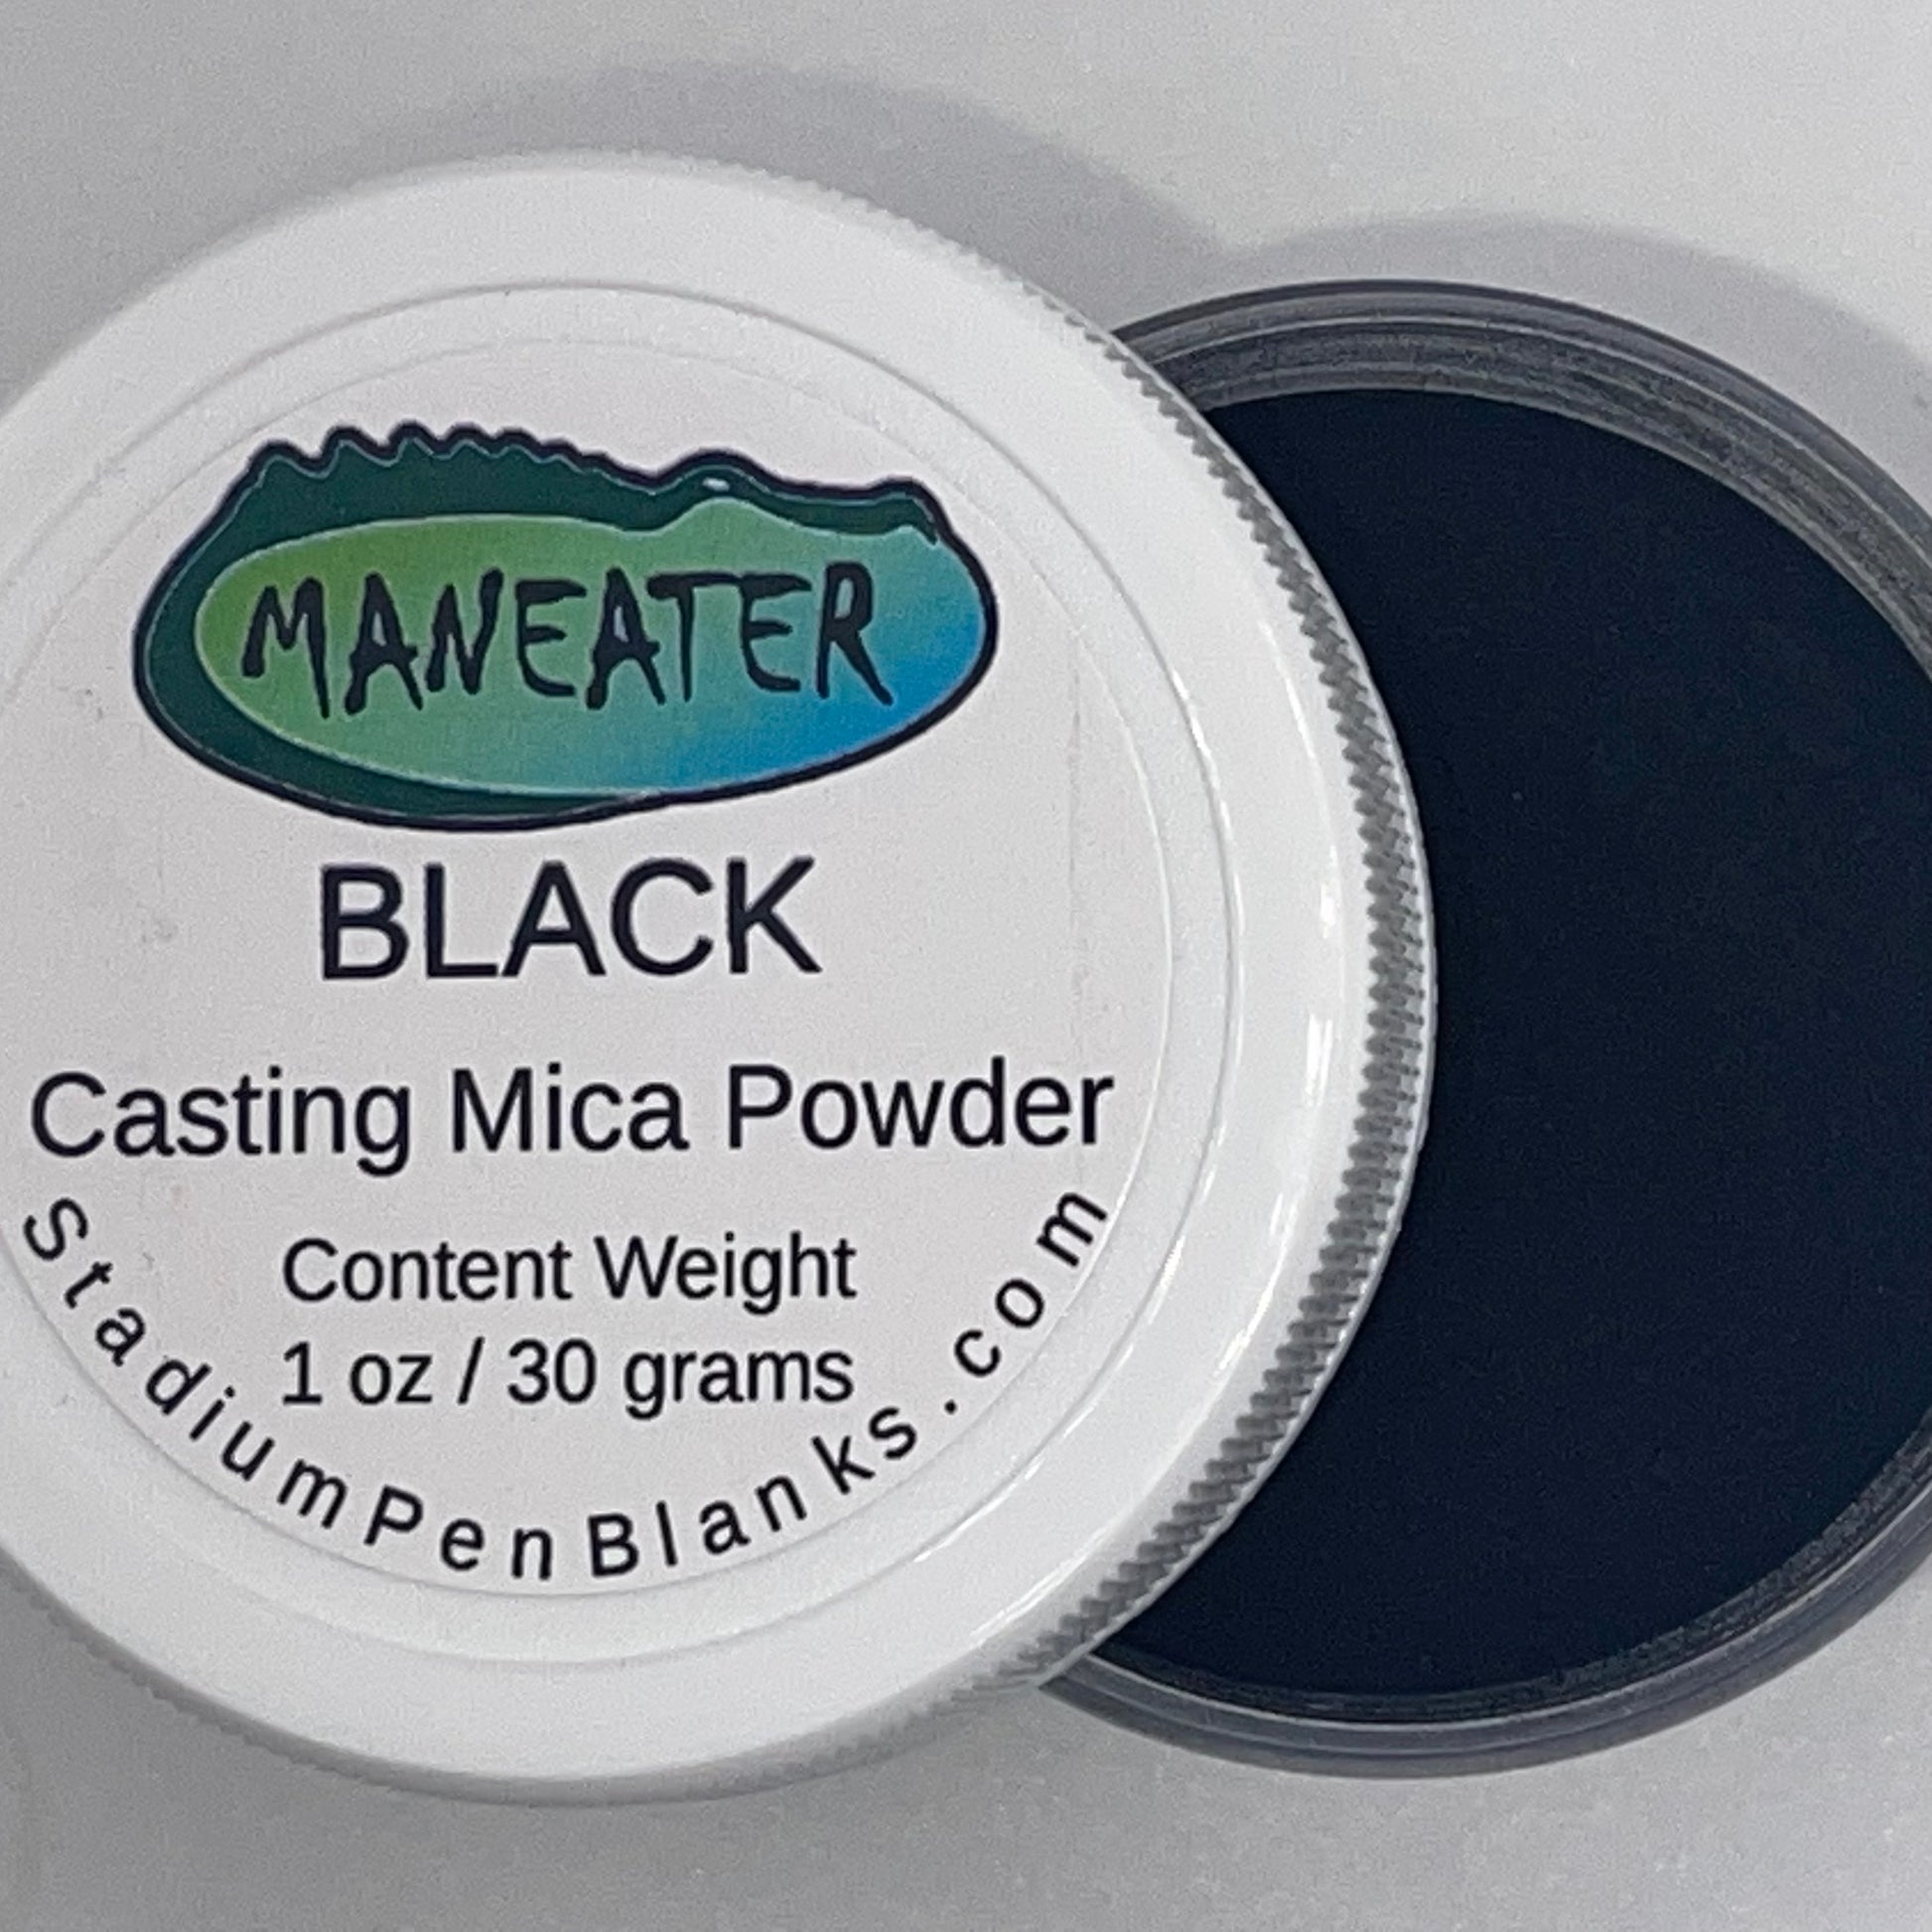 MANEATER
BLACK
Casting Mica Powder
Content Weight
1 oz / 30 grams
StadiumPenBlanks.com